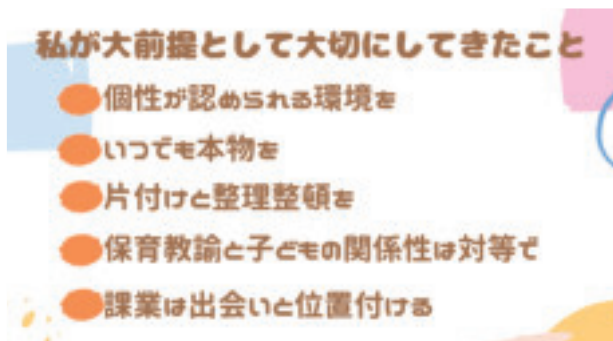 私が大前提として大切にしてきたこと
個性が認められる環境を
いつでも本物を
片付けと整理整頓を
保育教諭と子どもの関係性は対等で
課業は出会いと位置付ける